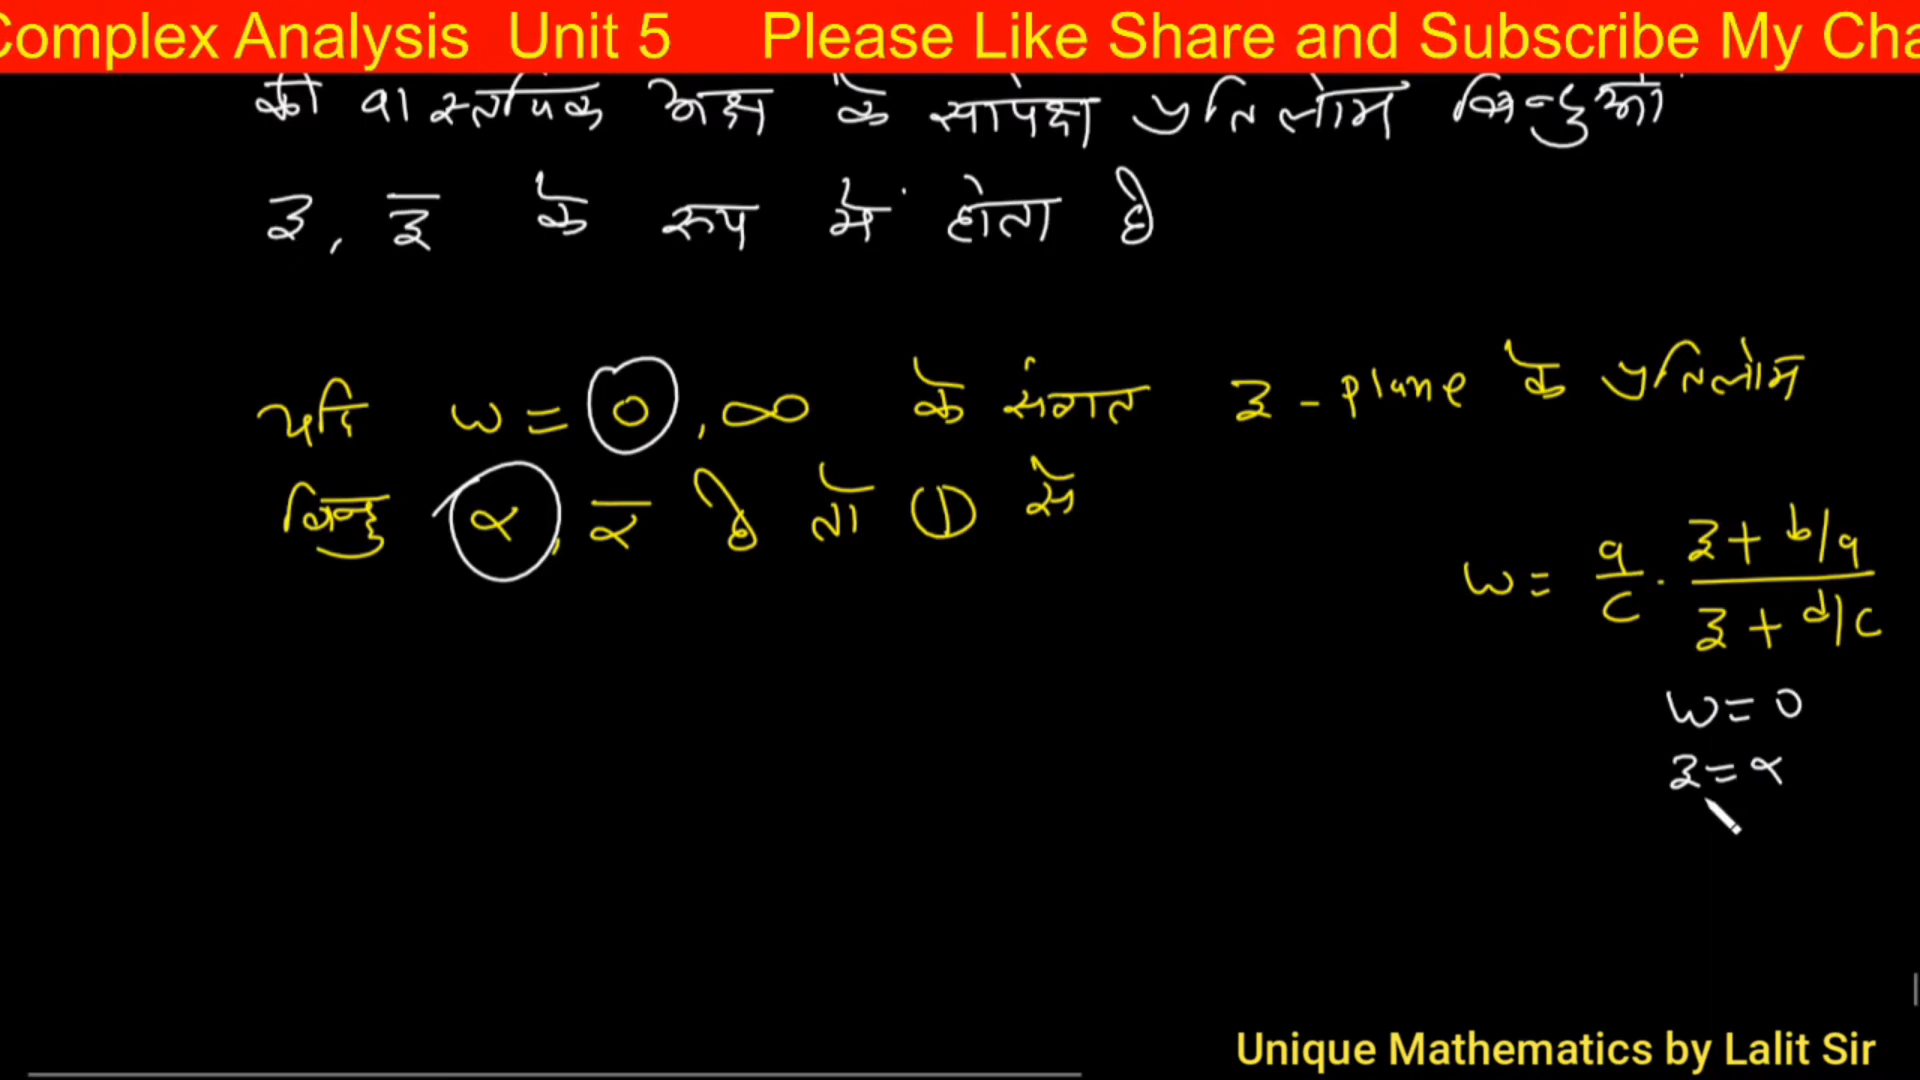 Complex Analysis Unit 5 Please Like Share and Subscribe My Cha
को वास्तविक अक्ष के सापेक्ष प्रतिलोम बिन्दुओं
z, z̅ के रूप में होता है
यदि w = 0, ∞ के संगत z - plane के प्रतिलोम
बिन्दु α, α̅ है तो ① से
w = a/c · (z + b/a)/(z + d/c)
w = 0
z = α
Unique Mathematics by Lalit Sir